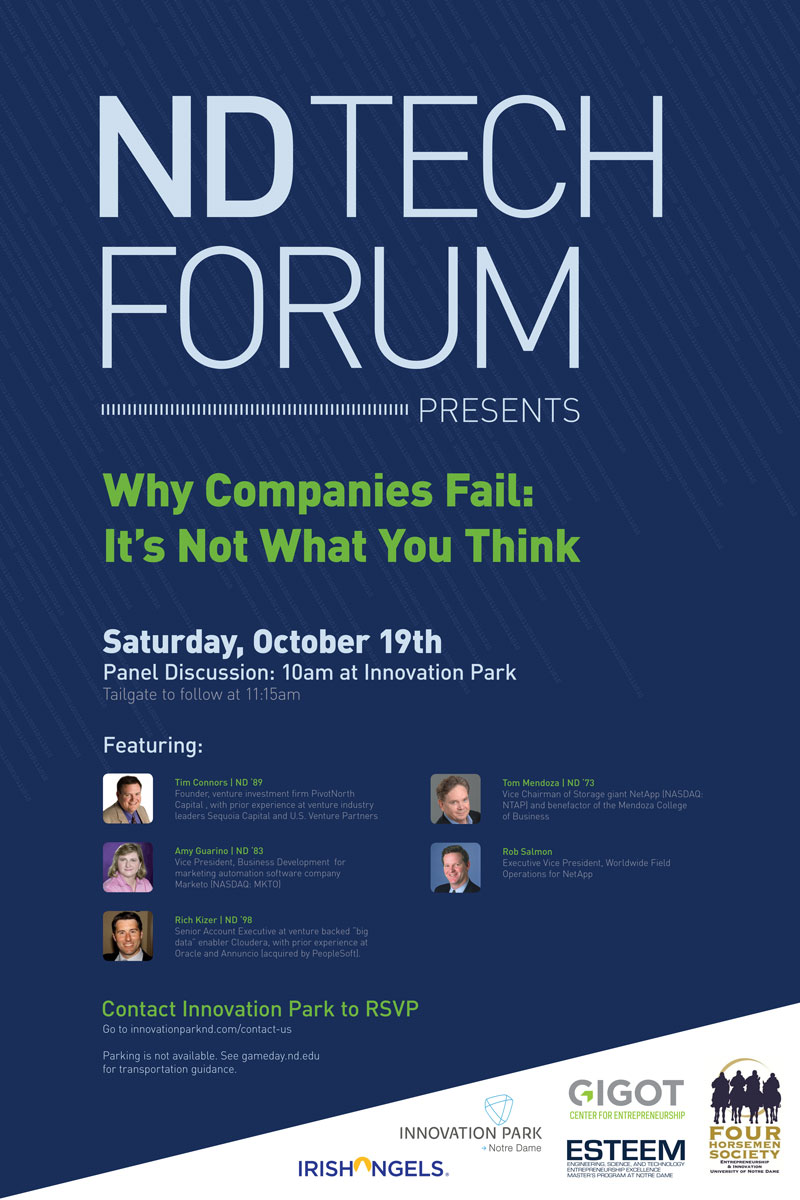 ND TECH
FORUM
PRESENTS
Why Companies Fail:
It's Not What You Think
Saturday, October 19th
Panel Discussion: 10am at Innovation Park
Tailgate to follow at 11:15am
Featuring:
Tim Connors | ND '89
Founder, venture investment firm PivotNorth
Capital , with prior experience at venture industry
leaders Sequoia Capital and U.S. Venture Partners
Amy Guarino | ND '83
Vice President, Business Development for
marketing automation software company
Marketo (NASDAQ: MKTO)
Rich Kizer | ND '98
Senior Account Executive at venture backed "big
data" enabler Cloudera, with prior experience at
Oracle and Annuncio (acquired by PeopleSoft).
Tom Mendoza | ND '73
Vice Chairman of Storage giant NetApp (NASDAQ:
NTAP) and benefactor of the Mendoza College
of Business
Rob Salmon
Executive Vice President, Worldwide Field
Operations for NetApp
Contact Innovation Park to RSVP
Go to innovationparknd.com/contact-us
Parking is not available. See gameday.nd.edu
for transportation guidance.
INNOVATION PARK
Notre Dame
IRISHANGELS®
GIGOT
CENTER FOR ENTREPRENEURSHIP
ESTEEM
ENGINEERING, SCIENCE, AND TECHNOLOGY
ENTREPRENEURSHIP EXCELLENCE
MASTER'S PROGRAM AT NOTRE DAME
FOUR
HORSEMEN
SOCIETY
ENTREPRENEURSHIP
& INNOVATION
UNIVERSITY OF NOTRE DAME